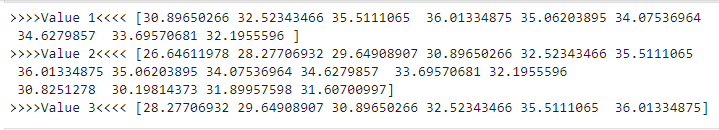 >>>>Value 1<<<< [30.89650266 32.52343466 35.5111065  36.01334875 35.06203895 34.07536964
 34.6279857  33.69570681 32.1955596 ]
>>>>Value 2<<<< [26.64611978 28.27706932 29.64908907 30.89650266 32.52343466 35.5111065
 36.01334875 35.06203895 34.07536964 34.6279857  33.69570681 32.1955596
 30.8251278  30.19814373 31.89957598 31.60700997]
>>>>Value 3<<<< [28.27706932 29.64908907 30.89650266 32.52343466 35.5111065  36.01334875]